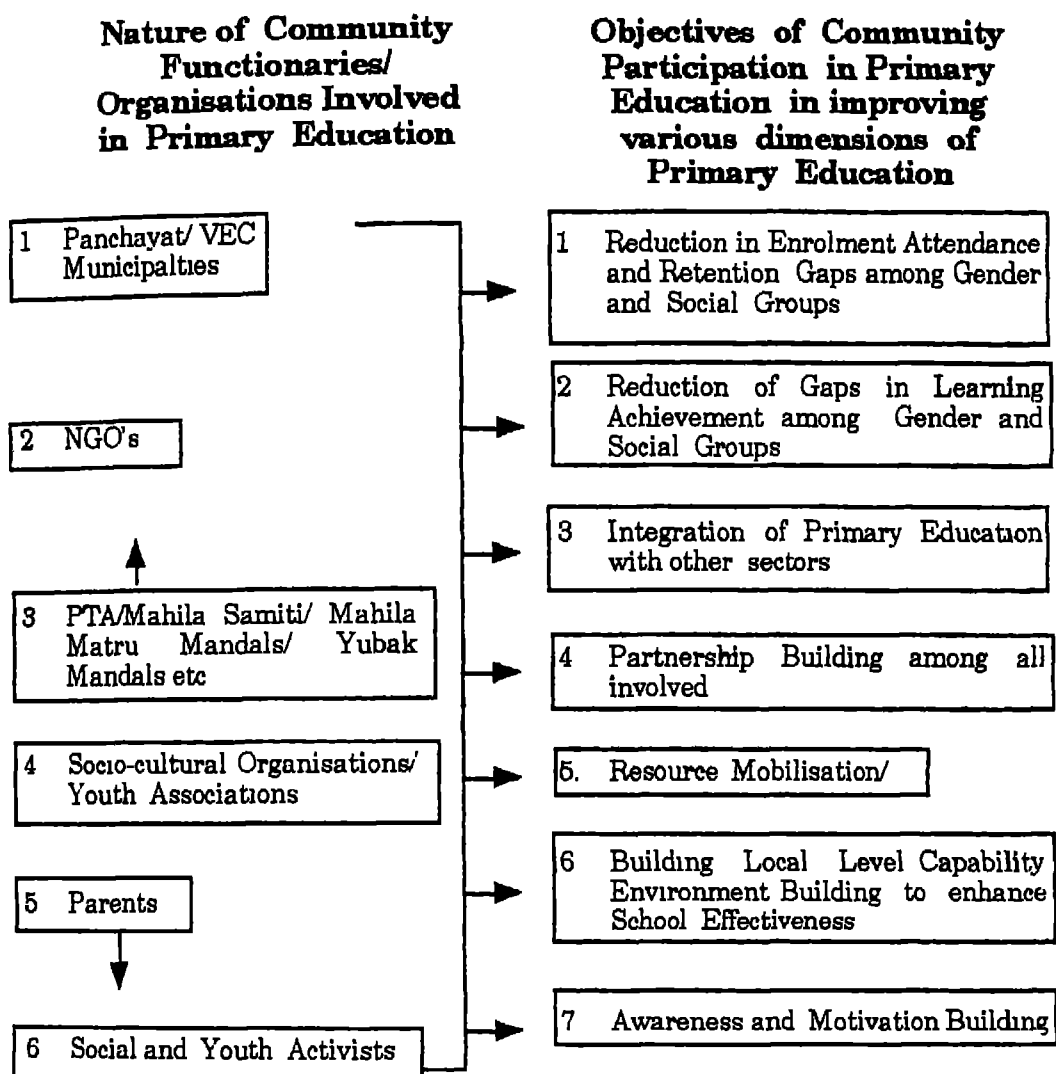 Nature of Community
Functionaries/
Organisations Involved
in Primary Education
1 Panchayat/ VEC
Municipalties
2 NGO's
3 PTA/Mahila Samiti/ Mahila
Matru Mandals/ Yubak
Mandals etc
4 Socio-cultural Organisations/
Youth Associations
5 Parents
6 Social and Youth Activists
Objectives of Community
Participation in Primary
Education in improving
various dimensions of
Primary Education
1 Reduction in Enrolment Attendance
and Retention Gaps among Gender
and Social Groups
2 Reduction of Gaps in Learning
Achievement among Gender and
Social Groups
3 Integration of Primary Education
with other sectors
4 Partnership Building among all
involved
5. Resource Mobilisation/
6 Building Local Level Capability
Environment Building to enhance
School Effectiveness
7 Awareness and Motivation Building